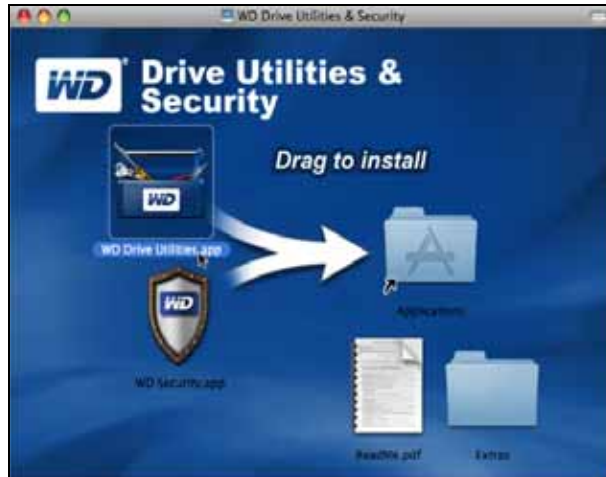 WD Drive Utilities & Security
WD
Drive Utilities &
Security
Drag to install
WD
WD Drive Utilities.app
Applications
WD
WD Security.app
ReadMe.pdf
Extras